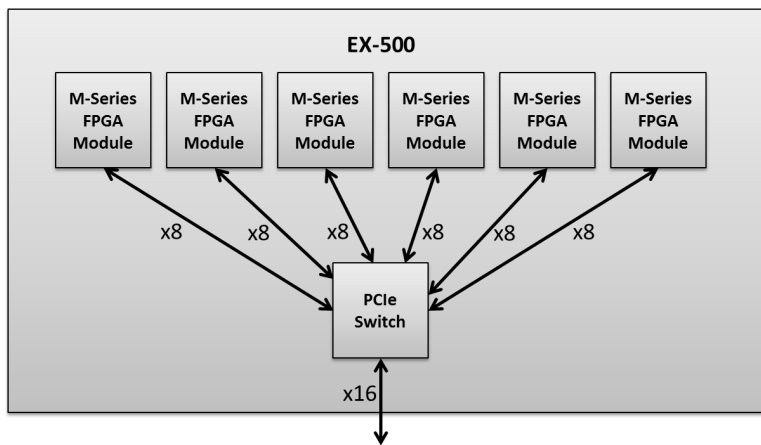 EX-500
M-Series
FPGA
Module
M-Series
FPGA
Module
M-Series
FPGA
Module
M-Series
FPGA
Module
M-Series
FPGA
Module
M-Series
FPGA
Module
x8
x8
x8
x8
x8
x8
PCIe
Switch
x16